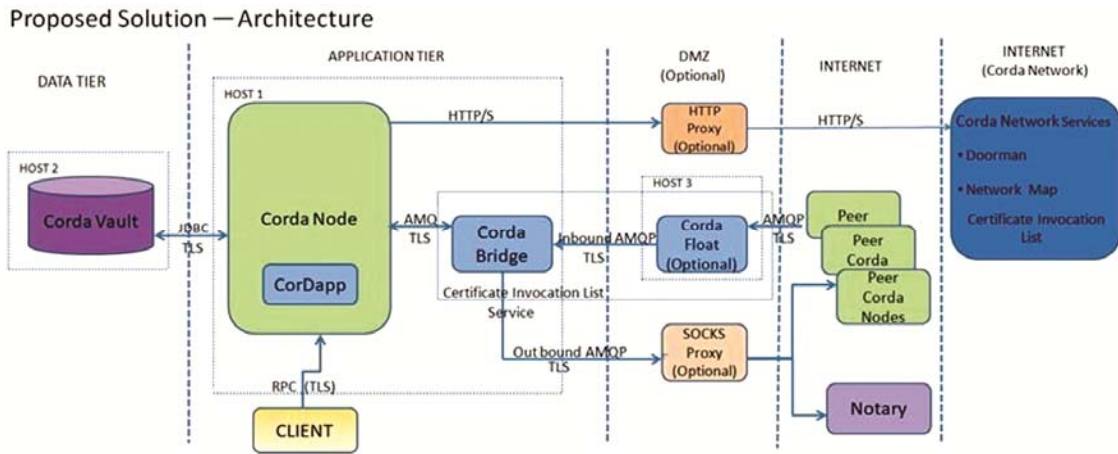 Proposed Solution — Architecture
DATA TIER
APPLICATION TIER
DMZ
(Optional)
INTERNET
INTERNET
(Corda Network)
HOST 1
HTTP/S
HTTP
Proxy
(Optional)
HTTP/S
Corda Network Services
• Doorman
• Network Map
Certificate Invocation
List
HOST 2
Corda Vault
JDBC
TLS
Corda Node
CorDapp
AMQ
TLS
Corda
Bridge
Inbound AMQP
TLS
HOST 3
Corda
Float
(Optional)
AMQP
TLS
Peer
Peer
Corda
Peer
Corda
Nodes
Certificate Invocation List
Service
Out bound AMQP
TLS
SOCKS
Proxy
(Optional)
Notary
RPC (TLS)
CLIENT